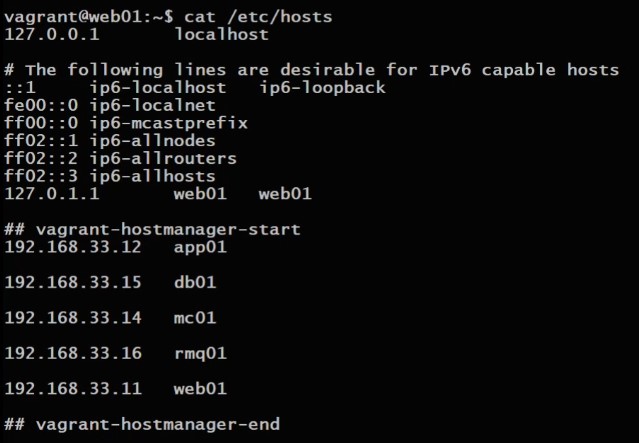 vagrant@web01:~$ cat /etc/hosts
127.0.0.1       localhost
# The following lines are desirable for IPv6 capable hosts
::1     ip6-localhost   ip6-loopback
fe00::0 ip6-localnet
ff00::0 ip6-mcastprefix
ff02::1 ip6-allnodes
ff02::2 ip6-allrouters
ff02::3 ip6-allhosts
127.0.1.1       web01   web01
## vagrant-hostmanager-start
192.168.33.12   app01
192.168.33.15   db01
192.168.33.14   mc01
192.168.33.16   rmq01
192.168.33.11   web01
## vagrant-hostmanager-end